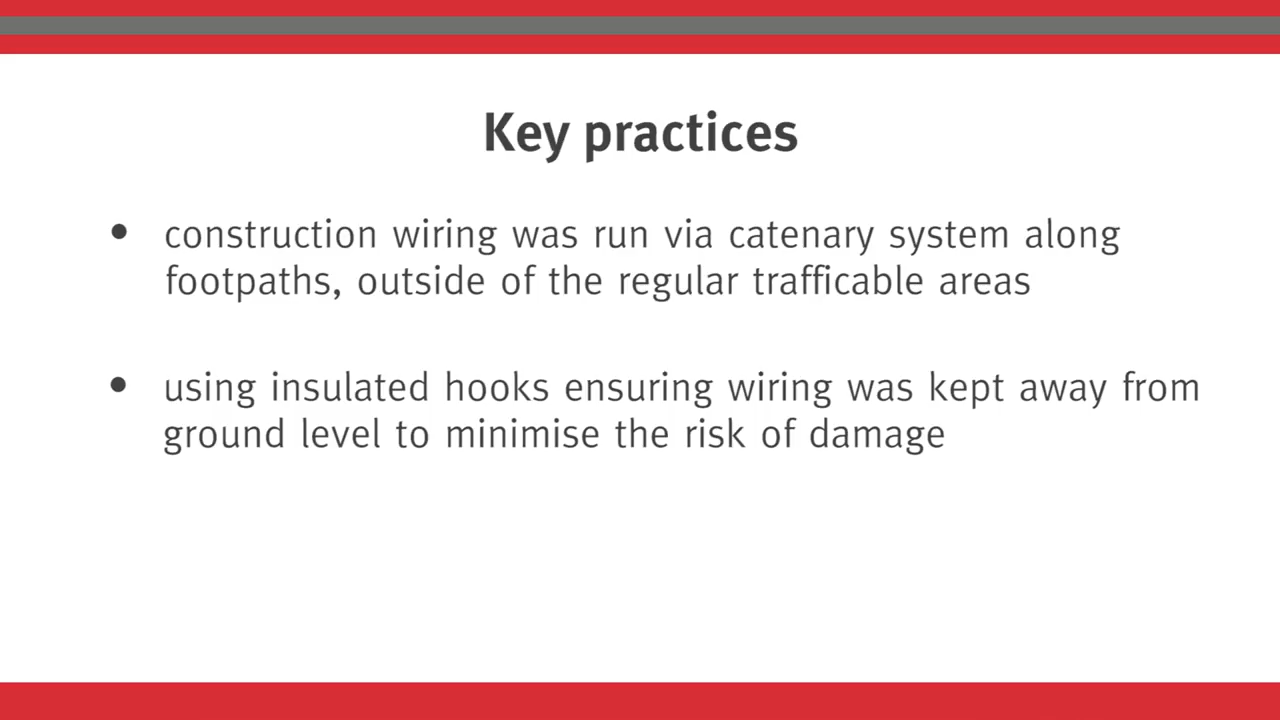 Key practices
• construction wiring was run via catenary system along
footpaths, outside of the regular trafficable areas
• using insulated hooks ensuring wiring was kept away from
ground level to minimise the risk of damage